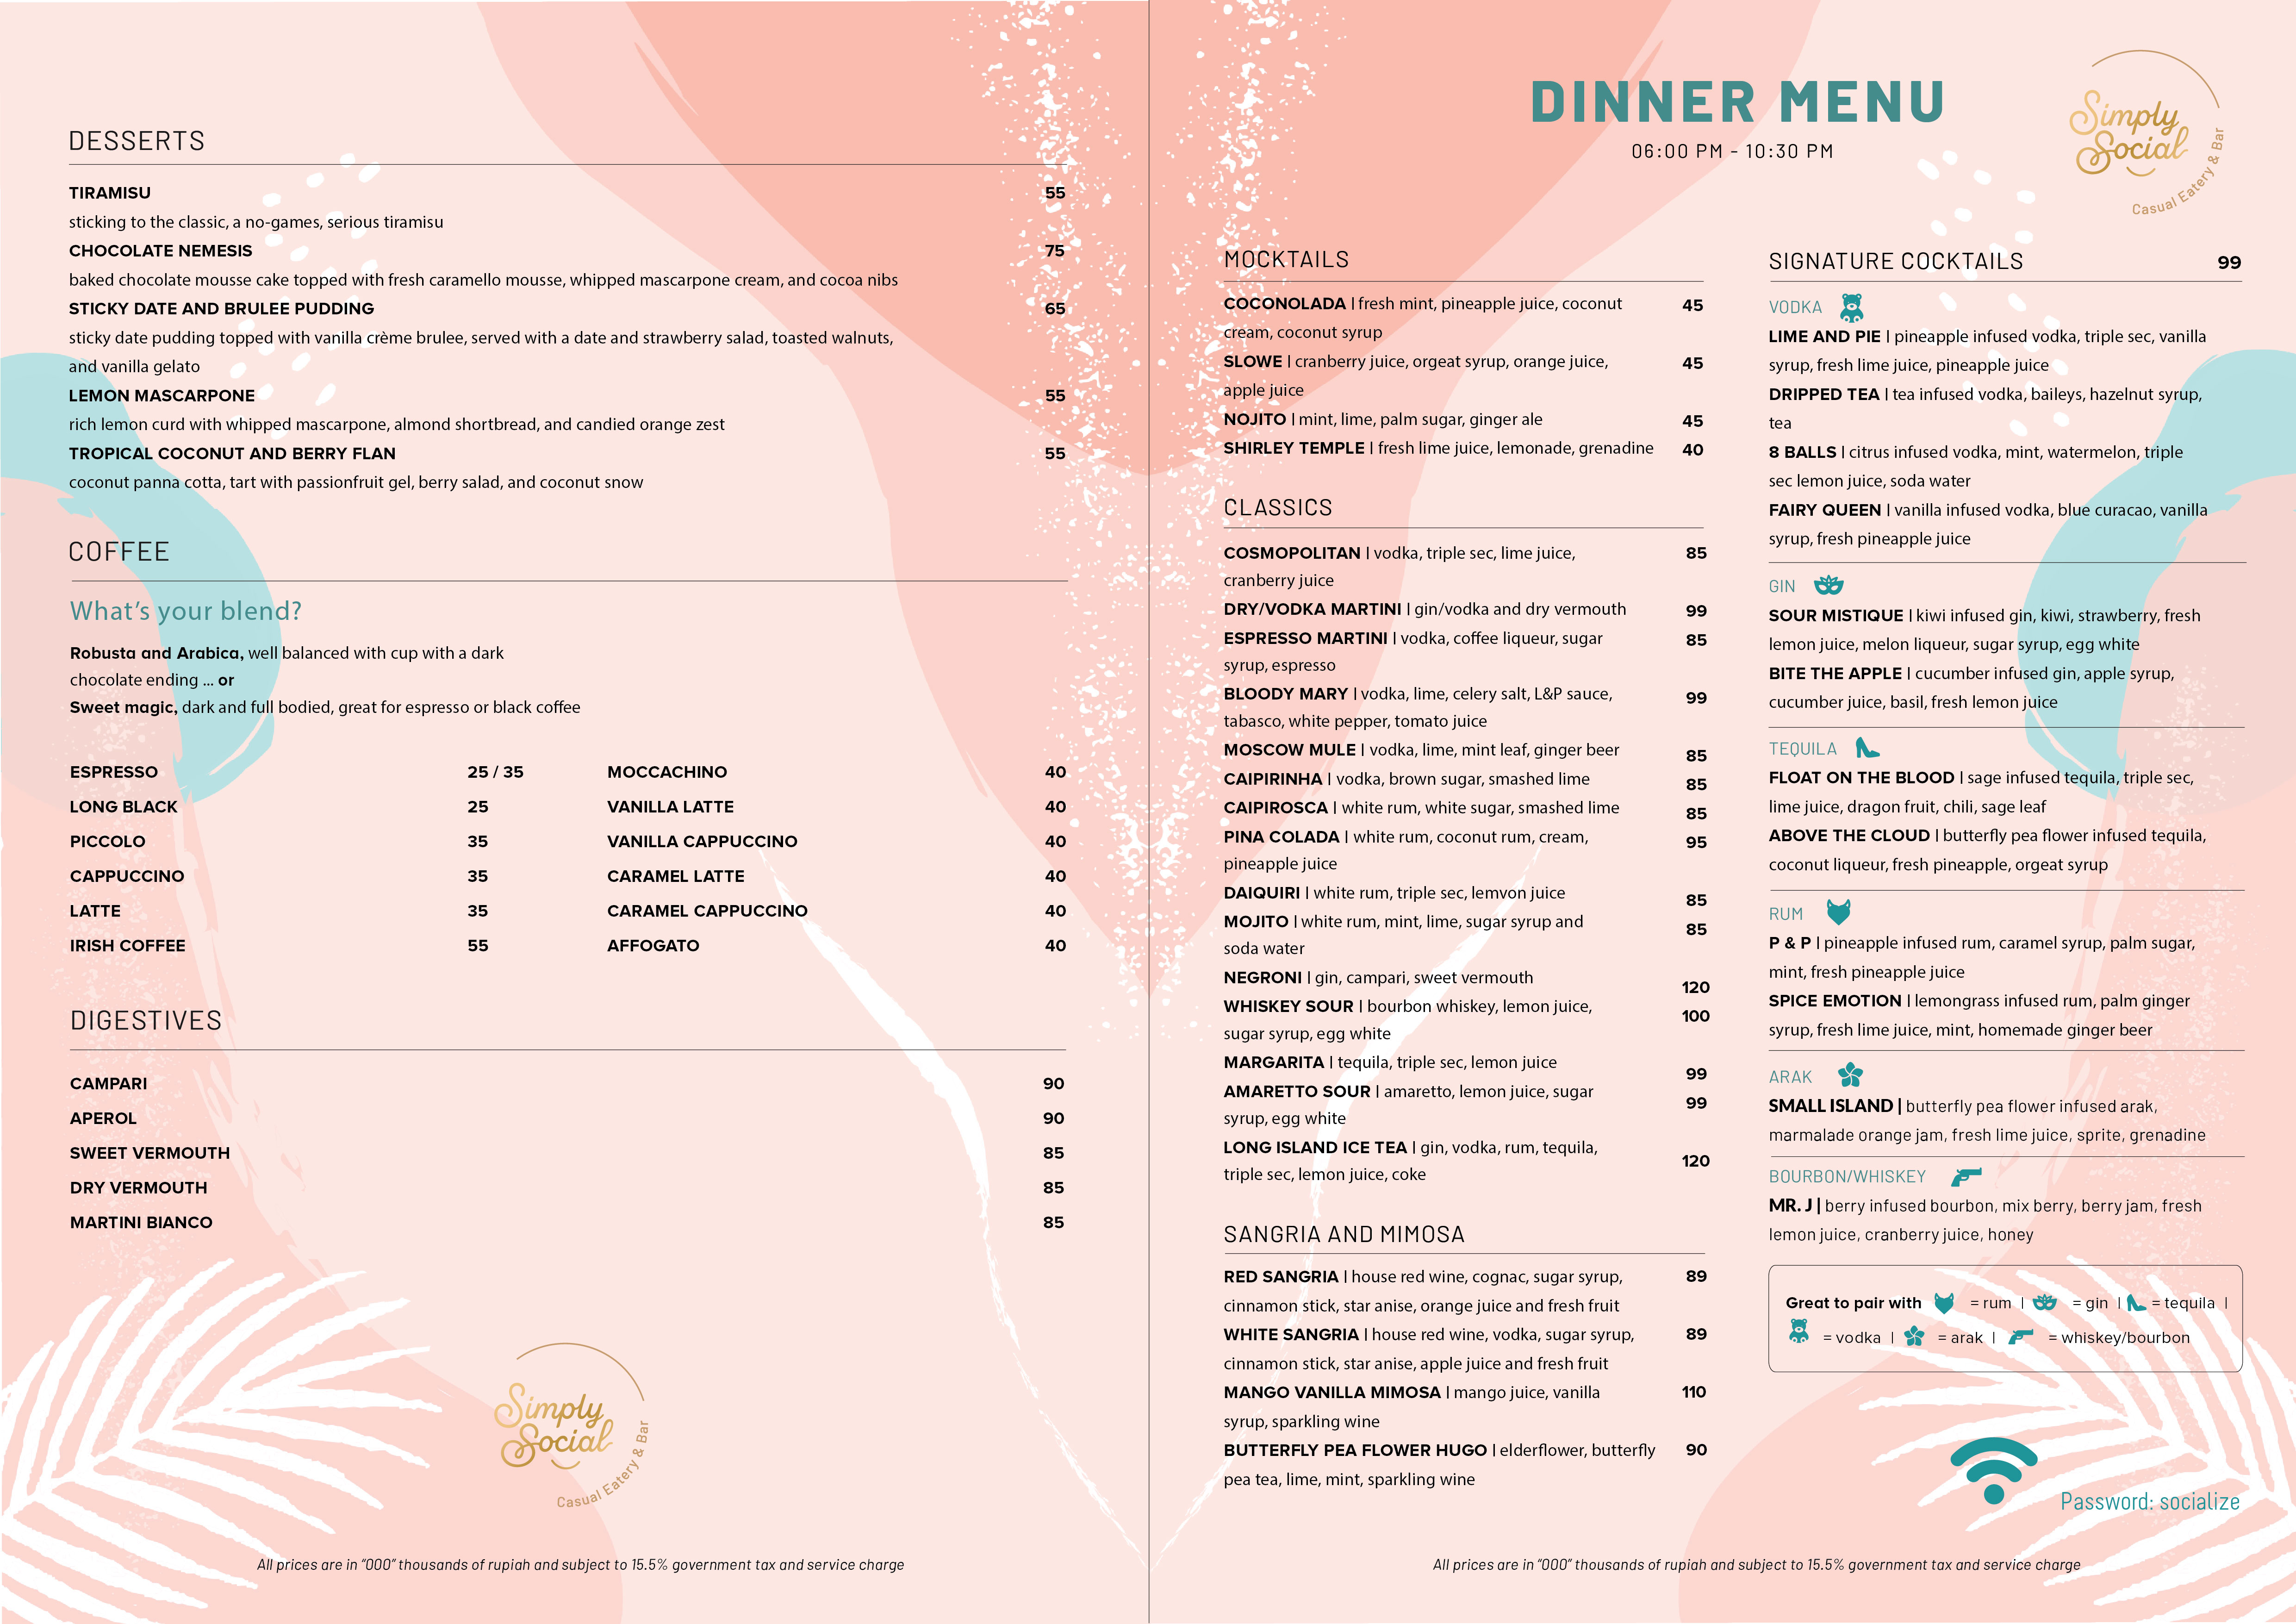 DESSERTS
TIRAMISU 55
sticking to the classic, a no-games, serious tiramisu
CHOCOLATE NEMESIS 75
baked chocolate mousse cake topped with fresh caramello mousse, whipped mascarpone cream, and cocoa nibs
STICKY DATE AND BRULEE PUDDING 65
sticky date pudding topped with vanilla crème brulee, served with a date and strawberry salad, toasted walnuts,
and vanilla gelato
LEMON MASCARPONE 55
rich lemon curd with whipped mascarpone, almond shortbread, and candied orange zest
TROPICAL COCONUT AND BERRY FLAN 55
coconut panna cotta, tart with passionfruit gel, berry salad, and coconut snow
COFFEE
What's your blend?
Robusta and Arabica, well balanced with cup with a dark
chocolate ending ... or
Sweet magic, dark and full bodied, great for espresso or black coffee
ESPRESSO 25 / 35 MOCCACHINO 40
LONG BLACK 25 VANILLA LATTE 40
PICCOLO 35 VANILLA CAPPUCCINO 40
CAPPUCCINO 35 CARAMEL LATTE 40
LATTE 35 CARAMEL CAPPUCCINO 40
IRISH COFFEE 55 AFFOGATO 40
DIGESTIVES
CAMPARI 90
APEROL 90
SWEET VERMOUTH 85
DRY VERMOUTH 85
MARTINI BIANCO 85
Simply
Social
Casual Eatery & Bar
All prices are in "000" thousands of rupiah and subject to 15.5% government tax and service charge
DINNER MENU
06:00 PM - 10:30 PM
Simply
Social
Casual Eatery & Bar
MOCKTAILS
COCONOLADA | fresh mint, pineapple juice, coconut 45
cream, coconut syrup
SLOWE | cranberry juice, orgeat syrup, orange juice, 45
apple juice
NOJITO | mint, lime, palm sugar, ginger ale 45
SHIRLEY TEMPLE | fresh lime juice, lemonade, grenadine 40
CLASSICS
COSMOPOLITAN | vodka, triple sec, lime juice, 85
cranberry juice
DRY/VODKA MARTINI | gin/vodka and dry vermouth 99
ESPRESSO MARTINI | vodka, coffee liqueur, sugar 85
syrup, espresso
BLOODY MARY | vodka, lime, celery salt, L&P sauce, 99
tabasco, white pepper, tomato juice
MOSCOW MULE | vodka, lime, mint leaf, ginger beer 85
CAIPIRINHA | vodka, brown sugar, smashed lime 85
CAIPIROSCA | white rum, white sugar, smashed lime 85
PINA COLADA | white rum, coconut rum, cream, 95
pineapple juice
DAIQUIRI | white rum, triple sec, lemvon juice 85
MOJITO | white rum, mint, lime, sugar syrup and 85
soda water
NEGRONI | gin, campari, sweet vermouth 120
WHISKEY SOUR | bourbon whiskey, lemon juice, 100
sugar syrup, egg white
MARGARITA | tequila, triple sec, lemon juice 99
AMARETTO SOUR | amaretto, lemon juice, sugar 99
syrup, egg white
LONG ISLAND ICE TEA | gin, vodka, rum, tequila, 120
triple sec, lemon juice, coke
SANGRIA AND MIMOSA
RED SANGRIA | house red wine, cognac, sugar syrup, 89
cinnamon stick, star anise, orange juice and fresh fruit
WHITE SANGRIA | house red wine, vodka, sugar syrup, 89
cinnamon stick, star anise, apple juice and fresh fruit
MANGO VANILLA MIMOSA | mango juice, vanilla 110
syrup, sparkling wine
BUTTERFLY PEA FLOWER HUGO | elderflower, butterfly 90
pea tea, lime, mint, sparkling wine
SIGNATURE COCKTAILS 99
VODKA
LIME AND PIE | pineapple infused vodka, triple sec, vanilla
syrup, fresh lime juice, pineapple juice
DRIPPED TEA | tea infused vodka, baileys, hazelnut syrup,
tea
8 BALLS | citrus infused vodka, mint, watermelon, triple
sec lemon juice, soda water
FAIRY QUEEN | vanilla infused vodka, blue curacao, vanilla
syrup, fresh pineapple juice
GIN
SOUR MISTIQUE | kiwi infused gin, kiwi, strawberry, fresh
lemon juice, melon liqueur, sugar syrup, egg white
BITE THE APPLE | cucumber infused gin, apple syrup,
cucumber juice, basil, fresh lemon juice
TEQUILA
FLOAT ON THE BLOOD | sage infused tequila, triple sec,
lime juice, dragon fruit, chili, sage leaf
ABOVE THE CLOUD | butterfly pea flower infused tequila,
coconut liqueur, fresh pineapple, orgeat syrup
RUM
P & P | pineapple infused rum, caramel syrup, palm sugar,
mint, fresh pineapple juice
SPICE EMOTION | lemongrass infused rum, palm ginger
syrup, fresh lime juice, mint, homemade ginger beer
ARAK
SMALL ISLAND | butterfly pea flower infused arak,
marmalade orange jam, fresh lime juice, sprite, grenadine
BOURBON/WHISKEY
MR. J | berry infused bourbon, mix berry, berry jam, fresh
lemon juice, cranberry juice, honey
Great to pair with = rum | = gin | = tequila |
= vodka | = arak | = whiskey/bourbon
Password: socialize
All prices are in "000" thousands of rupiah and subject to 15.5% government tax and service charge